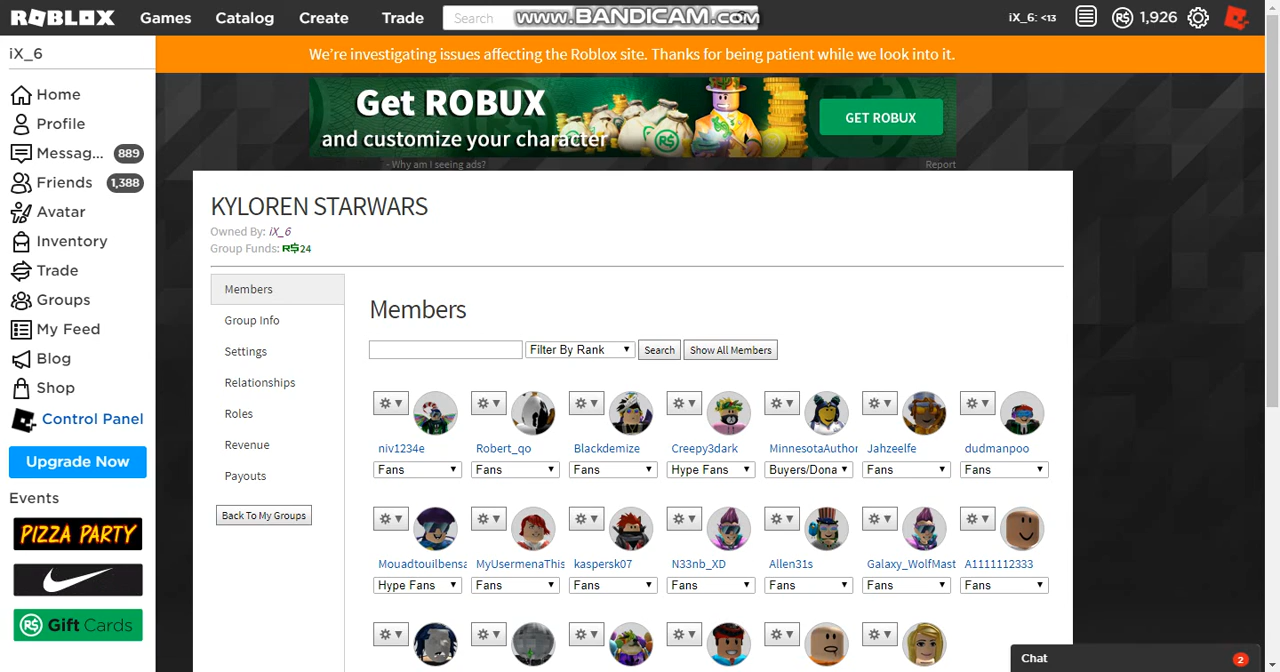 ROBLOX Games Catalog Create Trade Search www.BANDICAM.com iX_6: <13 R$ 1,926
iX_6
We're investigating issues affecting the Roblox site. Thanks for being patient while we look into it.
Home
Profile
Messag... 889
Friends 1,388
Avatar
Inventory
Trade
Groups
My Feed
Blog
Shop
Control Panel
Upgrade Now
Events
PIZZA PARTY
R$ Gift Cards
Get ROBUX
and customize your character
GET ROBUX
- Why am I seeing ads? Report
KYLOREN STARWARS
Owned By: iX_6
Group Funds: R$24
Members
Group Info
Settings
Relationships
Roles
Revenue
Payouts
Back To My Groups
Members
Filter By Rank Search Show All Members
niv1234e Robert_qo Blackdemize Creepy3dark MinnesotaAuthor Jahzeelfe dudmanpoo
Fans Fans Fans Hype Fans Buyers/Dona Fans Fans
Mouadtouilbensa MyUsermenaThis kaspersk07 N33nb_XD Allen31s Galaxy_WolfMast A1111112333
Hype Fans Fans Fans Fans Fans Fans Fans
Chat 2